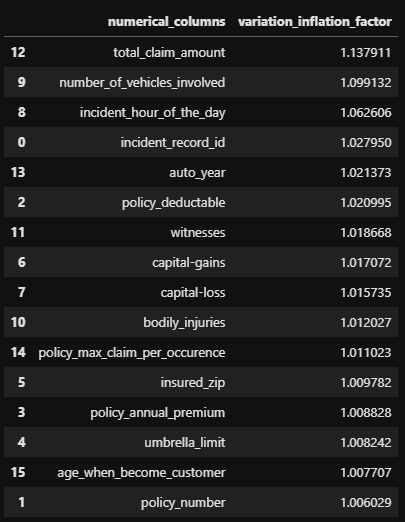 numerical_columns variation_inflation_factor
12 total_claim_amount 1.137911
9 number_of_vehicles_involved 1.099132
8 incident_hour_of_the_day 1.062606
0 incident_record_id 1.027950
13 auto_year 1.021373
2 policy_deductable 1.020995
11 witnesses 1.018668
6 capital-gains 1.017072
7 capital-loss 1.015735
10 bodily_injuries 1.012027
14 policy_max_claim_per_occurence 1.011023
5 insured_zip 1.009782
3 policy_annual_premium 1.008828
4 umbrella_limit 1.008242
15 age_when_become_customer 1.007707
1 policy_number 1.006029